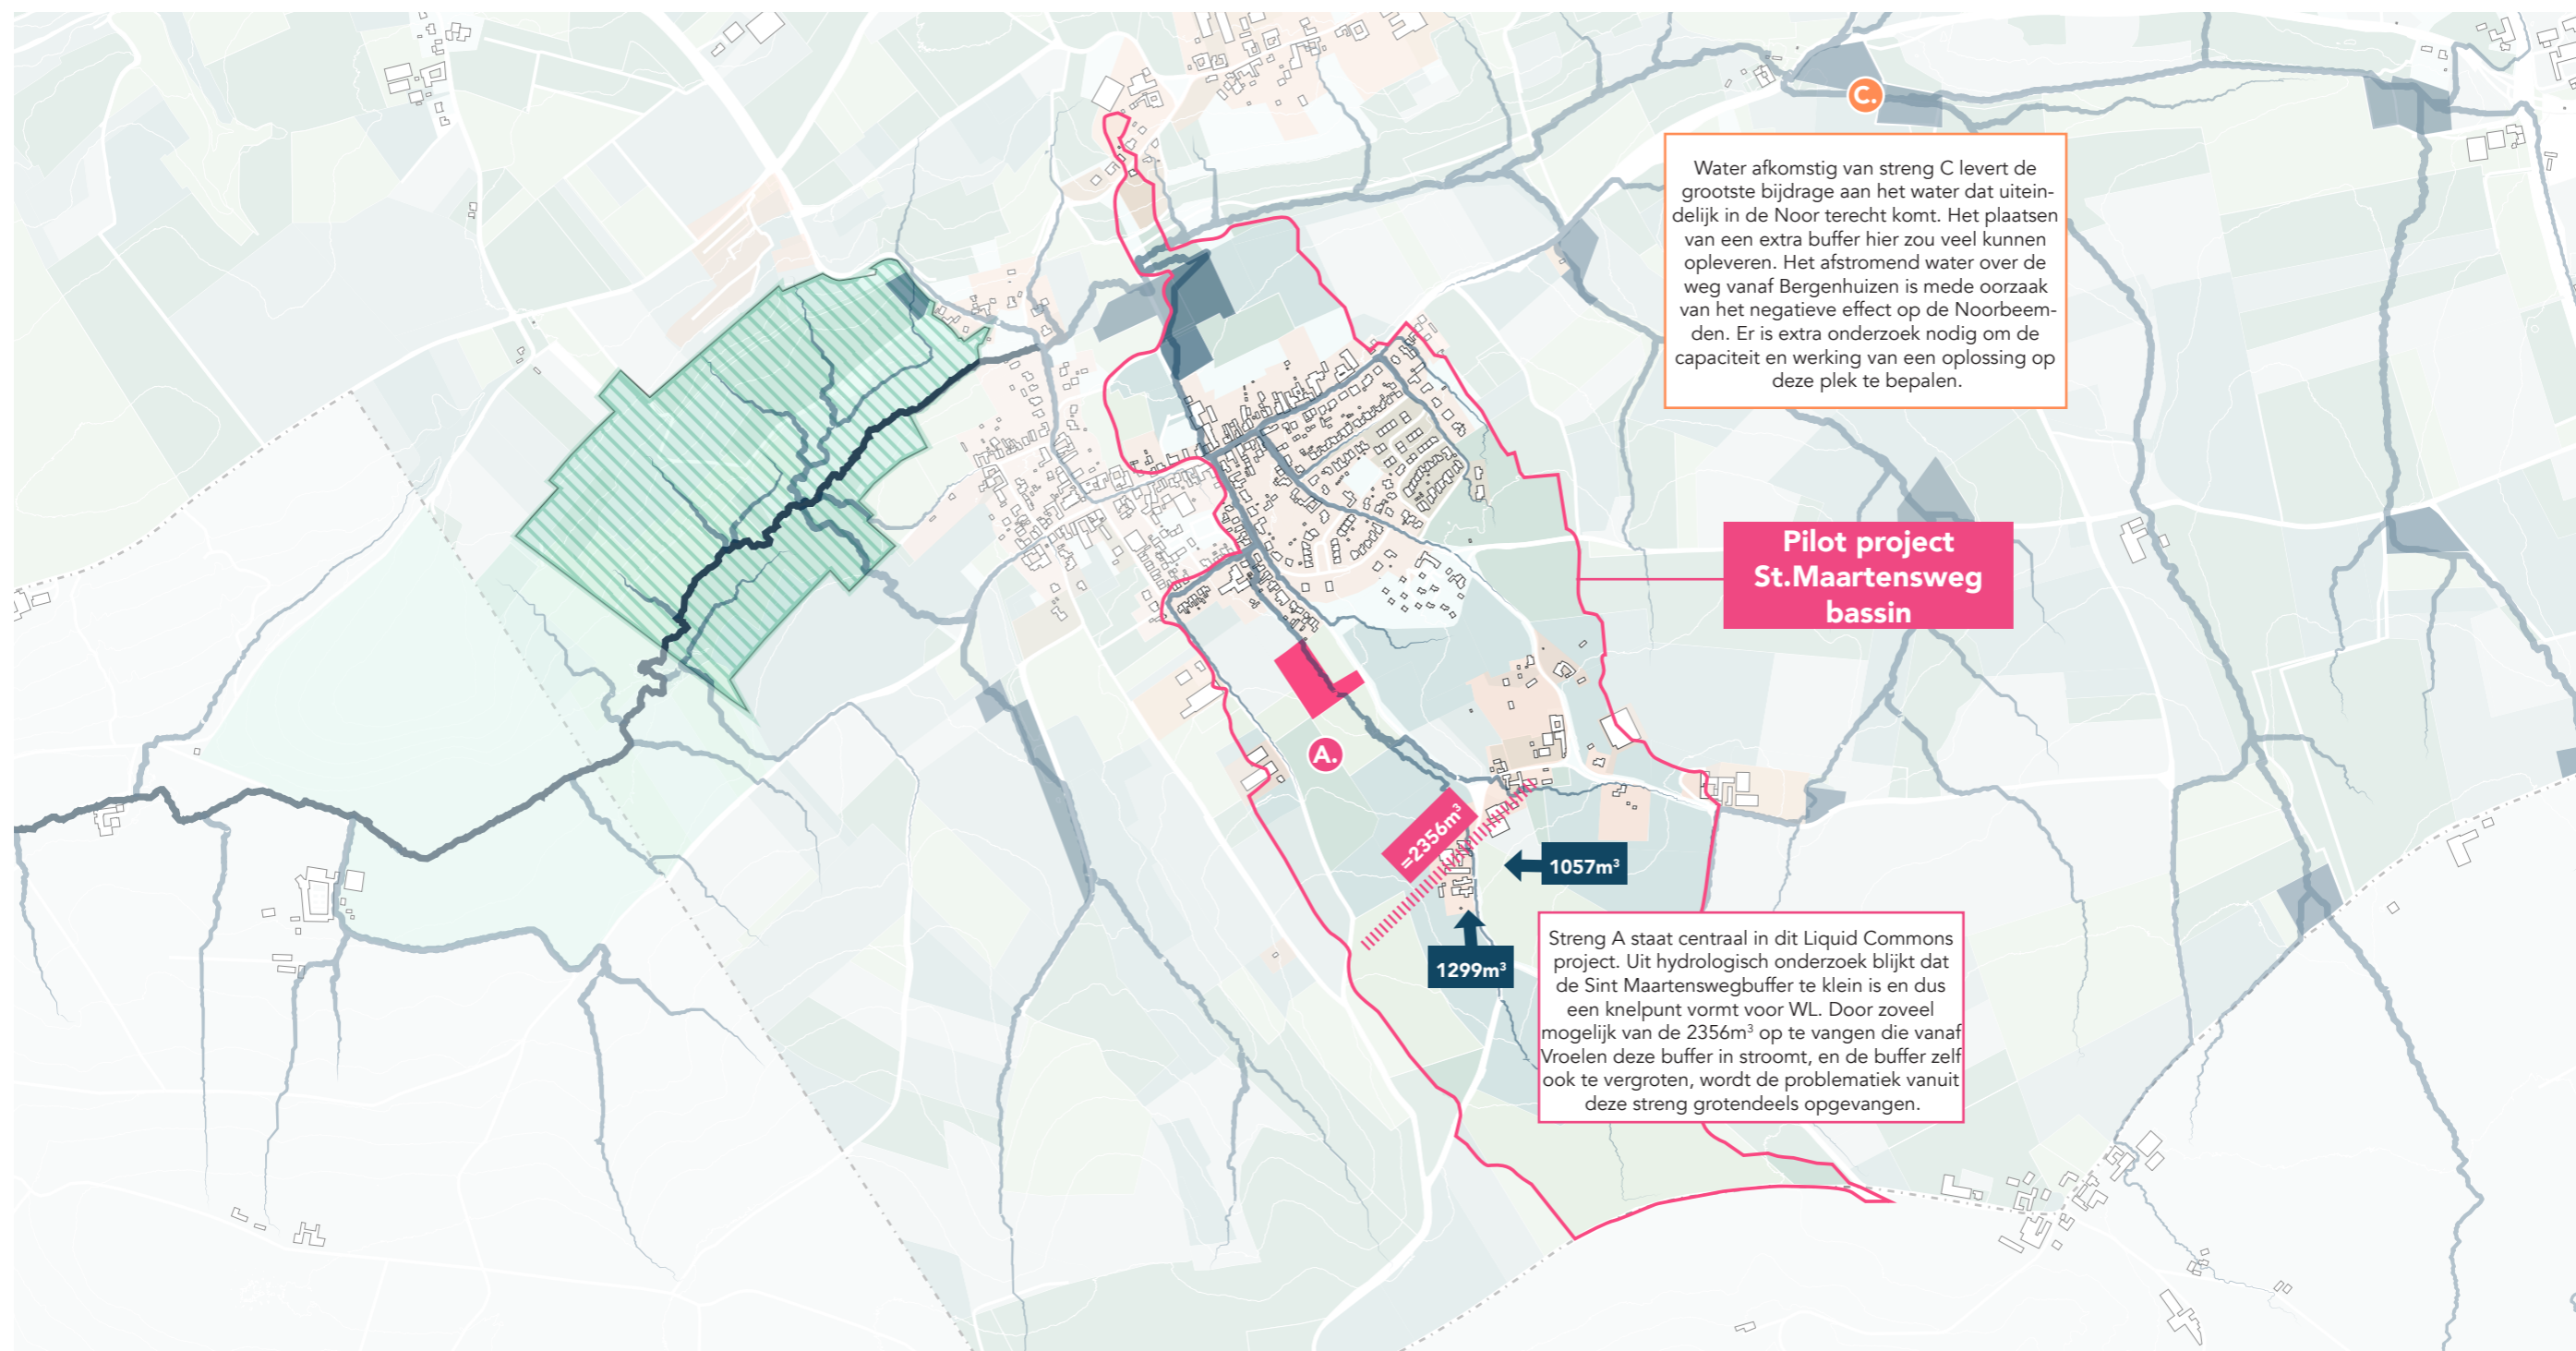 C.
Water afkomstig van streng C levert de
grootste bijdrage aan het water dat uitein-
delijk in de Noor terecht komt. Het plaatsen
van een extra buffer hier zou veel kunnen
opleveren. Het afstromend water over de
weg vanaf Bergenhuizen is mede oorzaak
van het negatieve effect op de Noorbeem-
den. Er is extra onderzoek nodig om de
capaciteit en werking van een oplossing op
deze plek te bepalen.
Pilot project
St.Maartensweg
bassin
A.
=2356m³
1057m³
1299m³
Streng A staat centraal in dit Liquid Commons
project. Uit hydrologisch onderzoek blijkt dat
de Sint Maartenswegbuffer te klein is en dus
een knelpunt vormt voor WL. Door zoveel
mogelijk van de 2356m³ op te vangen die vanaf
Vroelen deze buffer in stroomt, en de buffer zelf
ook te vergroten, wordt de problematiek vanuit
deze streng grotendeels opgevangen.